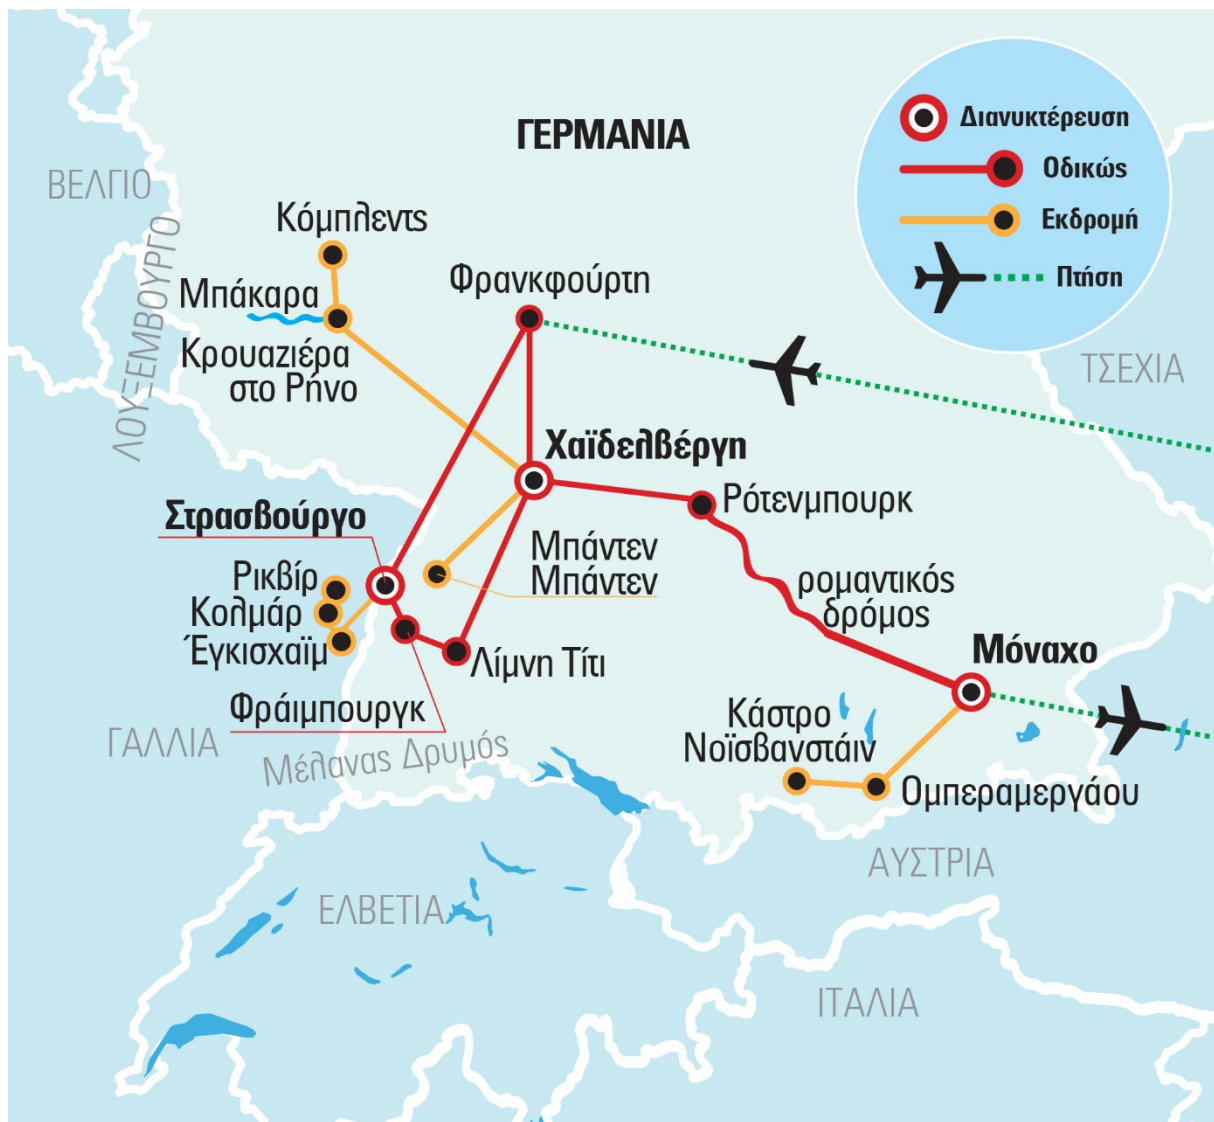 ΓΕΡΜΑΝΙΑ
Διανυκτέρευση
Οδικώς
Εκδρομή
Πτήση
ΒΕΛΓΙΟ
ΛΟΥΞΕΜΒΟΥΡΓΟ
Κόμπλεντς
Μπάκαρα
Κρουαζιέρα
στο Ρήνο
Φρανκφούρτη
ΤΣΕΧΙΑ
Χαϊδελβέργη
Ρότενμπουρκ
Στρασβούργο
Μπάντεν
Μπάντεν
Ρικβίρ
Κολμάρ
Έγκισχαϊμ
ρομαντικός
δρόμος
Λίμνη Τίτι
Μόναχο
Φράιμπουργκ
Κάστρο
Νοϊσβανστάιν
ΓΑΛΛΙΑ
Μέλανας Δρυμός
Ομπεραμεργάου
ΑΥΣΤΡΙΑ
ΕΛΒΕΤΙΑ
ΙΤΑΛΙΑ